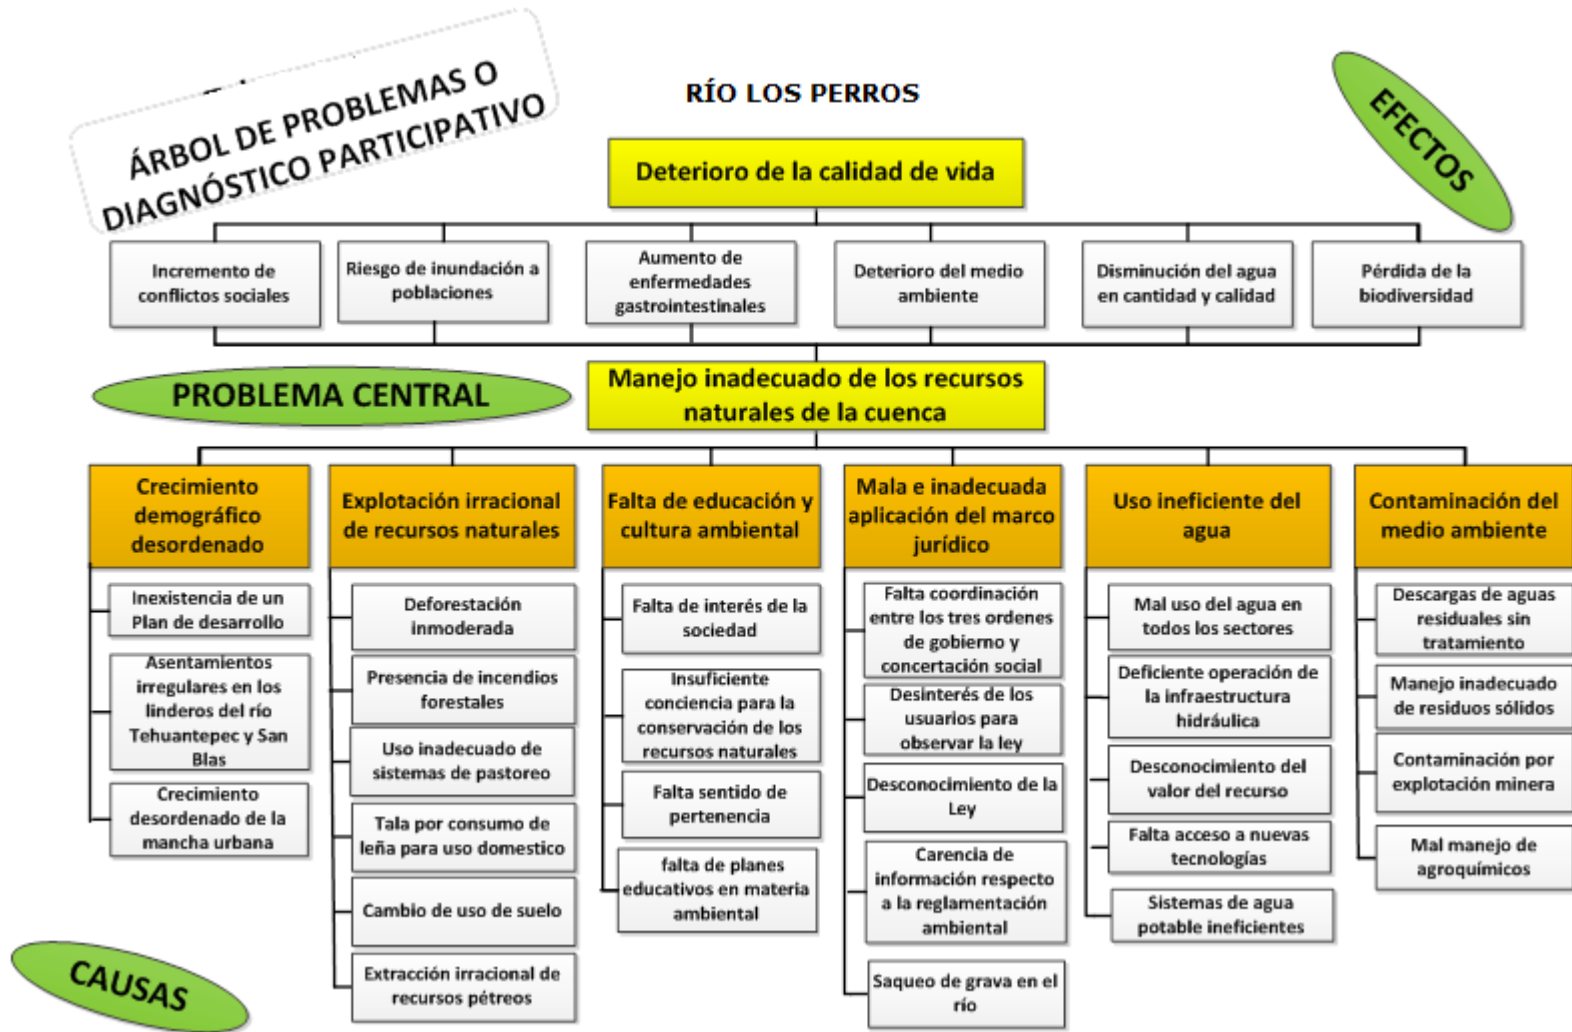 ÁRBOL DE PROBLEMAS O
DIAGNÓSTICO PARTICIPATIVO
RÍO LOS PERROS
EFECTOS
Deterioro de la calidad de vida
Incremento de
conflictos sociales
Riesgo de inundación a
poblaciones
Aumento de
enfermedades
gastrointestinales
Deterioro del medio
ambiente
Disminución del agua
en cantidad y calidad
Pérdida de la
biodiversidad
PROBLEMA CENTRAL
Manejo inadecuado de los recursos
naturales de la cuenca
Crecimiento
demográfico
desordenado
Inexistencia de un
Plan de desarrollo
Asentamientos
irregulares en los
linderos del río
Tehuantepec y San
Blas
Crecimiento
desordenado de la
mancha urbana
Explotación irracional
de recursos naturales
Deforestación
inmoderada
Presencia de incendios
forestales
Uso inadecuado de
sistemas de pastoreo
Tala por consumo de
leña para uso domestico
Cambio de uso de suelo
Extracción irracional de
recursos pétreos
Falta de educación y
cultura ambiental
Falta de interés de la
sociedad
Insuficiente
conciencia para la
conservación de los
recursos naturales
Falta sentido de
pertenencia
falta de planes
educativos en materia
ambiental
Mala e inadecuada
aplicación del marco
jurídico
Falta coordinación
entre los tres ordenes
de gobierno y
concertación social
Desinterés de los
usuarios para
observar la ley
Desconocimiento de la
Ley
Carencia de
información respecto
a la reglamentación
ambiental
Saqueo de grava en el
río
Uso ineficiente del
agua
Mal uso del agua en
todos los sectores
Deficiente operación de
la infraestructura
hidráulica
Desconocimiento del
valor del recurso
Falta acceso a nuevas
tecnologías
Sistemas de agua
potable ineficientes
Contaminación del
medio ambiente
Descargas de aguas
residuales sin
tratamiento
Manejo inadecuado
de residuos sólidos
Contaminación por
explotación minera
Mal manejo de
agroquímicos
CAUSAS